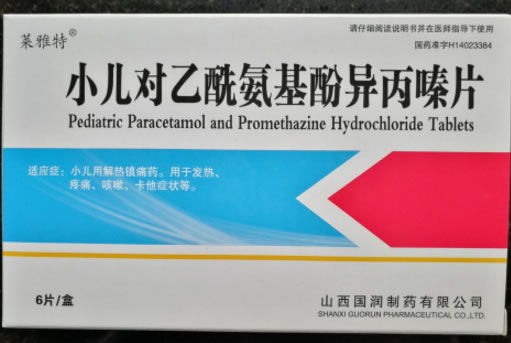 莱雅特®
请仔细阅读说明书并在医师指导下使用
国药准字H14023384
小儿对乙酰氨基酚异丙嗪片
Pediatric Paracetamol and Promethazine Hydrochloride Tablets
适应症：小儿用解热镇痛药。用于发热、
疼痛、咳嗽、卡他症状等。
6片/盒
山西国润制药有限公司
SHANXI GUORUN PHARMACEUTICAL CO.,LTD.